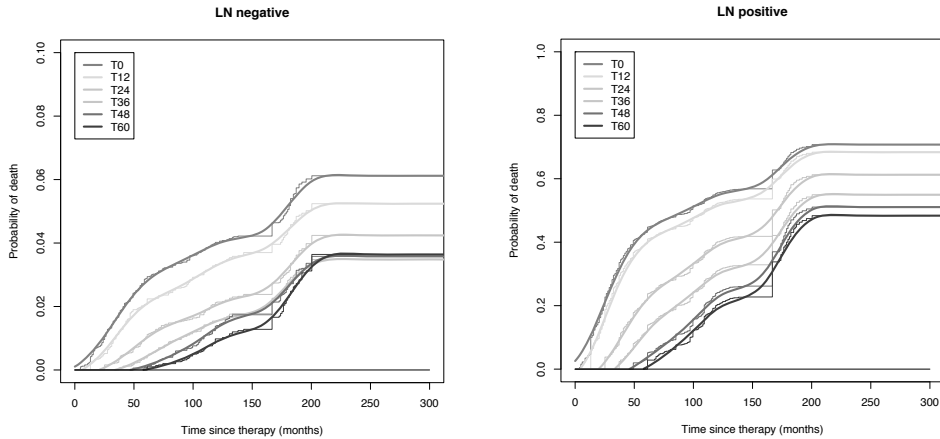 LN negative
Probability of death
0.10
0.08
0.06
0.04
0.02
0.00
T0
T12
T24
T36
T48
T60
0 50 100 150 200 250 300
Time since therapy (months)
LN positive
Probability of death
1.0
0.8
0.6
0.4
0.2
0.0
T0
T12
T24
T36
T48
T60
0 50 100 150 200 250 300
Time since therapy (months)